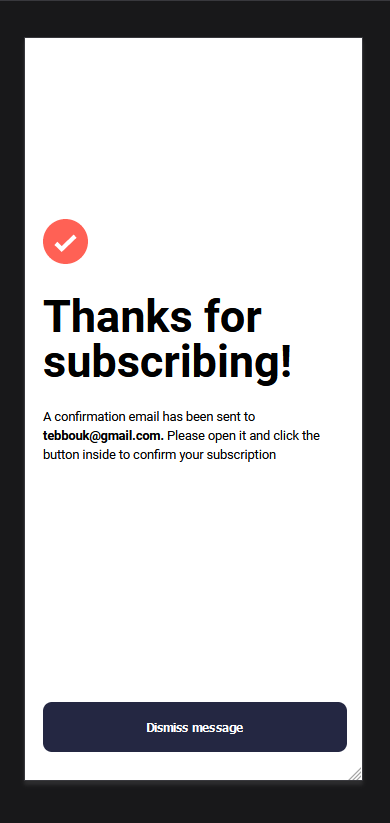 Thanks for
subscribing!
A confirmation email has been sent to
tebbouk@gmail.com. Please open it and click the
button inside to confirm your subscription
Dismiss message